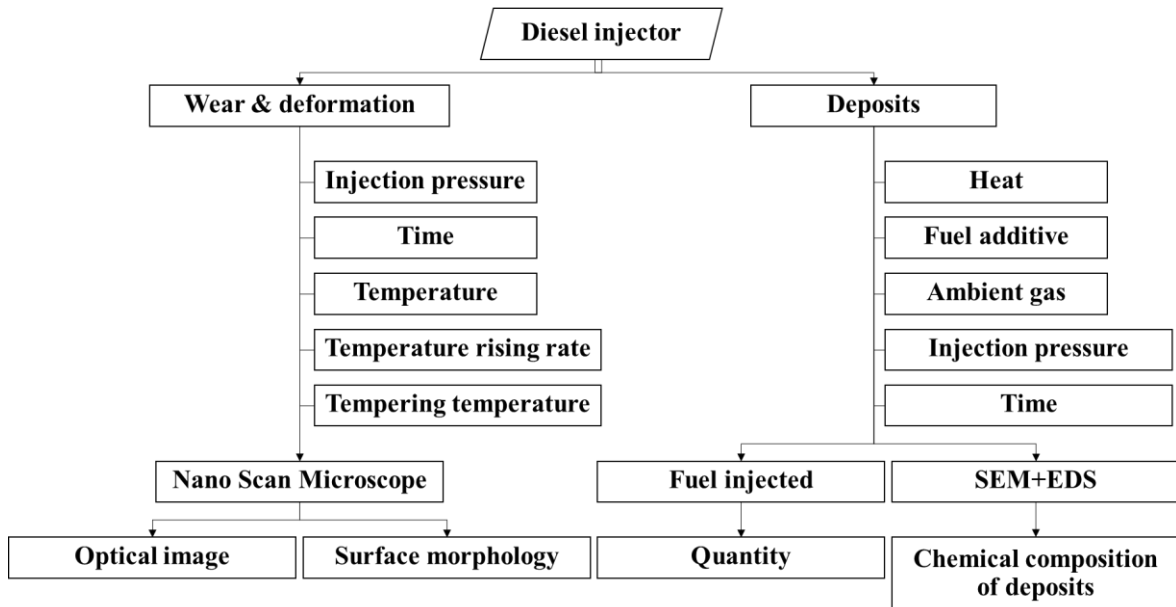 Diesel injector
Wear & deformation
Deposits
Injection pressure
Heat
Time
Fuel additive
Temperature
Ambient gas
Temperature rising rate
Injection pressure
Tempering temperature
Time
Nano Scan Microscope
Fuel injected
SEM+EDS
Optical image
Surface morphology
Quantity
Chemical composition
of deposits